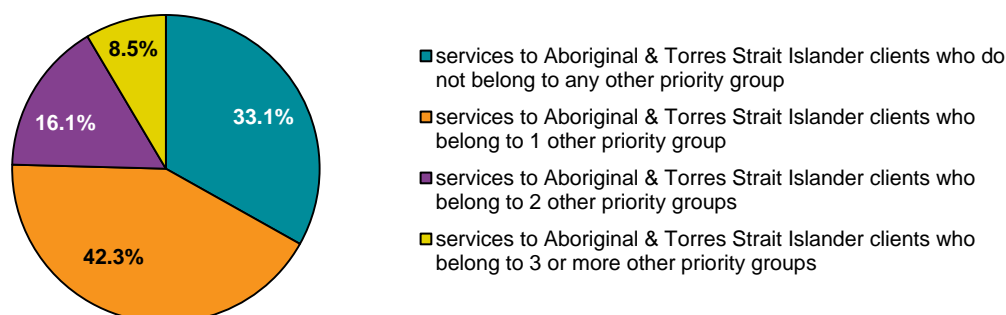 8.5%
33.1%
16.1%
42.3%
services to Aboriginal & Torres Strait Islander clients who do
not belong to any other priority group
services to Aboriginal & Torres Strait Islander clients who
belong to 1 other priority group
services to Aboriginal & Torres Strait Islander clients who
belong to 2 other priority groups
services to Aboriginal & Torres Strait Islander clients who
belong to 3 or more other priority groups